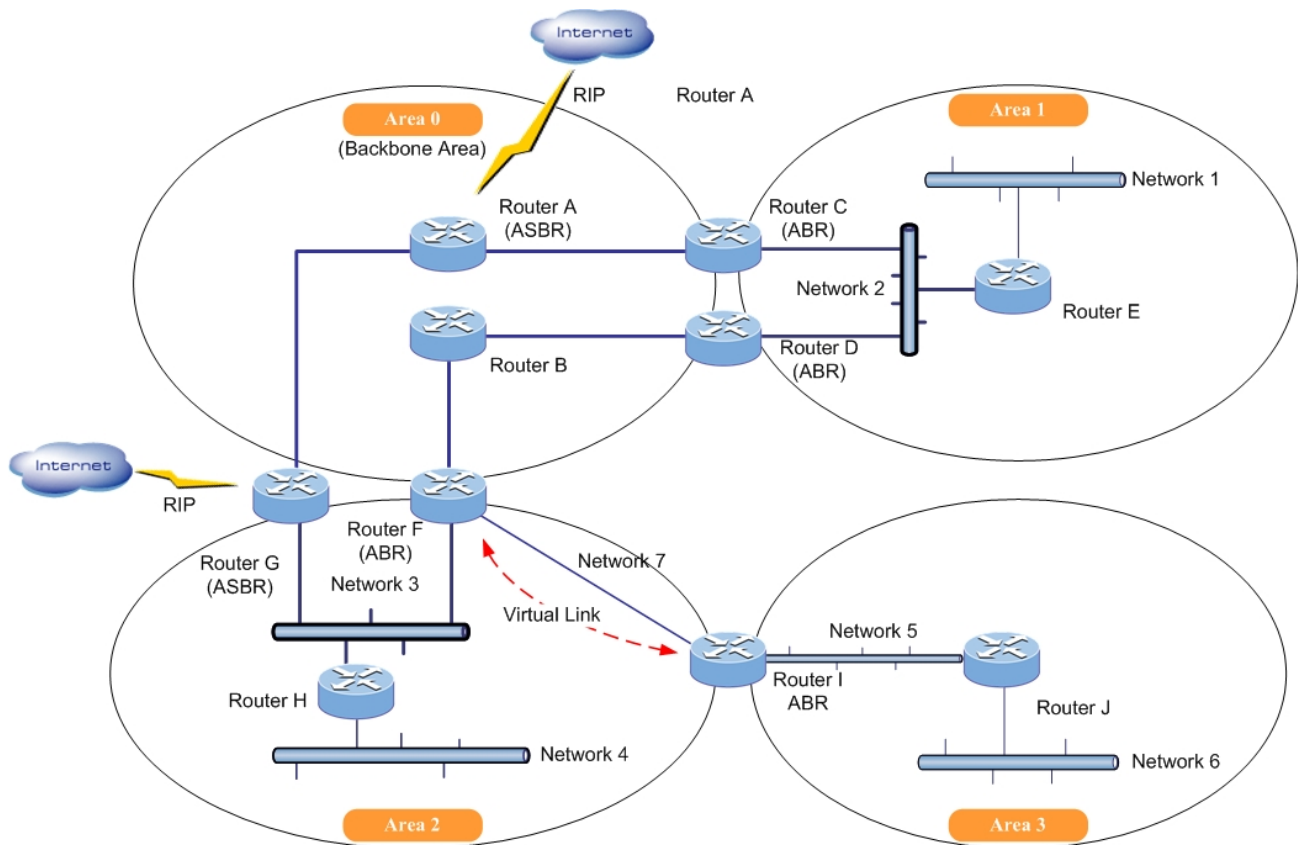 Internet
RIP
Router A
Area 0
(Backbone Area)
Area 1
Network 1
Router A
(ASBR)
Router C
(ABR)
Network 2
Router E
Router B
Router D
(ABR)
Internet
RIP
Router G
(ASBR)
Router F
(ABR)
Network 3
Network 7
Virtual Link
Network 5
Router I
ABR
Router H
Router J
Network 4
Network 6
Area 2
Area 3